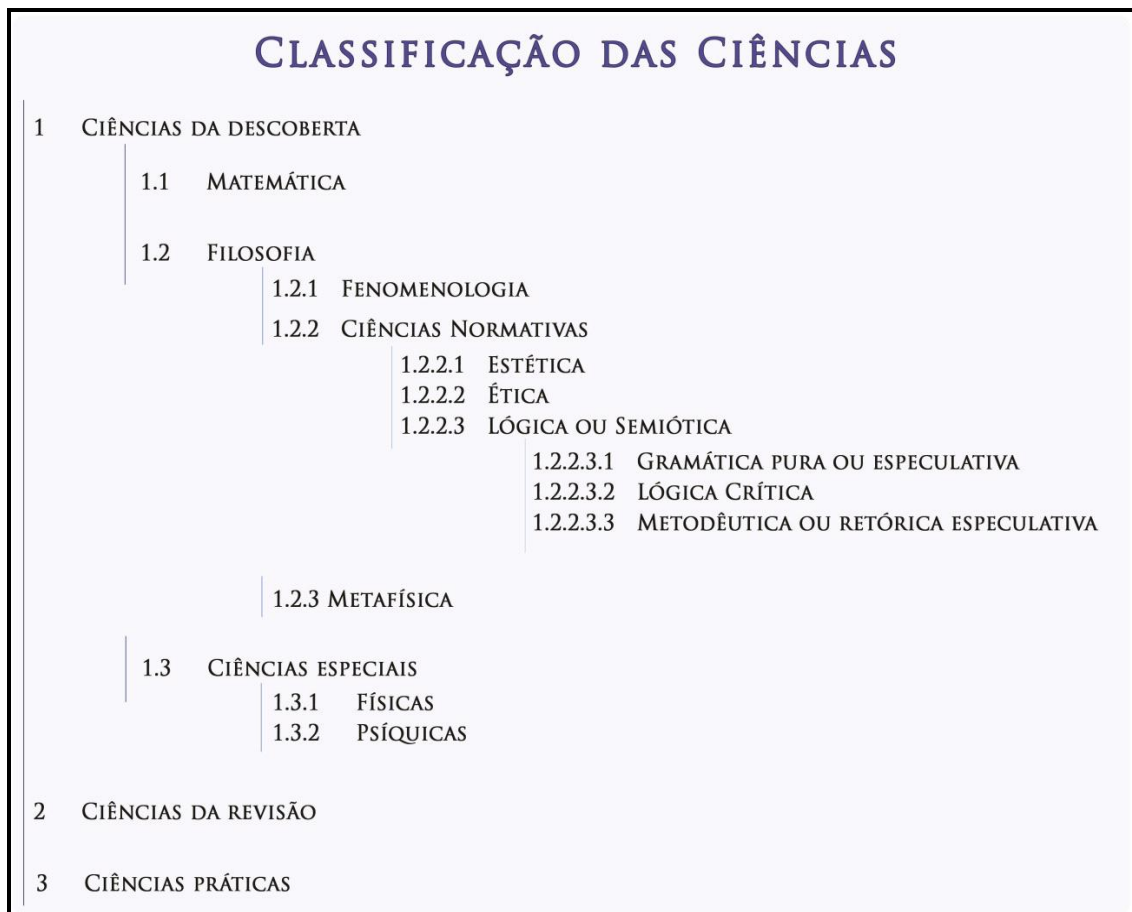 Classificação das Ciências
1 Ciências da descoberta
1.1 Matemática
1.2 Filosofia
1.2.1 Fenomenologia
1.2.2 Ciências Normativas
1.2.2.1 Estética
1.2.2.2 Ética
1.2.2.3 Lógica ou Semiótica
1.2.2.3.1 Gramática pura ou especulativa
1.2.2.3.2 Lógica Crítica
1.2.2.3.3 Metodêutica ou retórica especulativa
1.2.3 Metafísica
1.3 Ciências especiais
1.3.1 Físicas
1.3.2 Psíquicas
2 Ciências da revisão
3 Ciências práticas